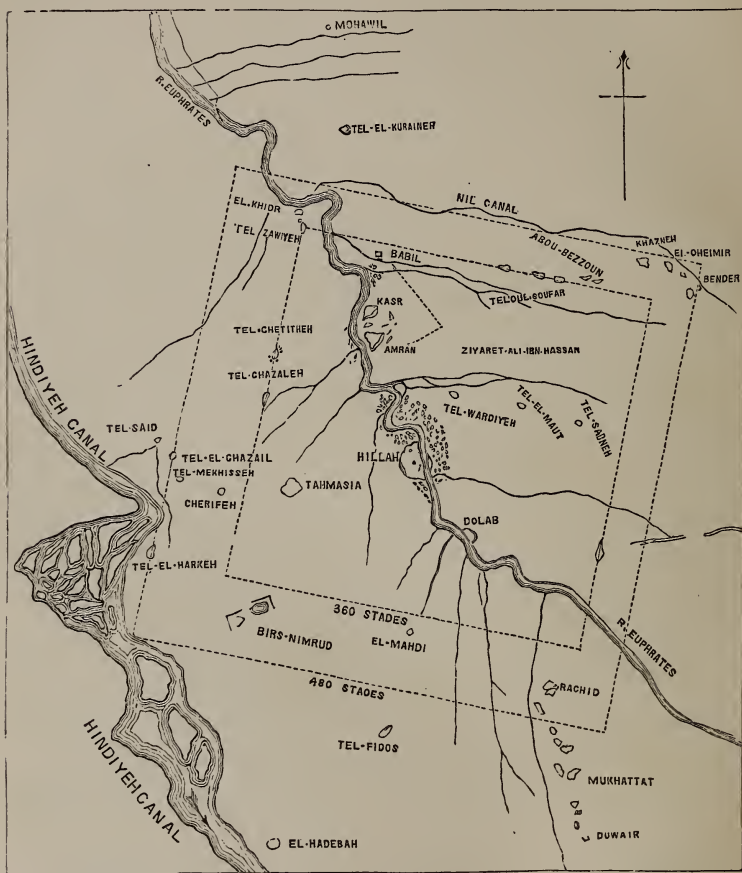 MOHAWIL
R. EUPHRATES
TEL-EL-KURAINER
NIL CANAL
EL KHIDR
TEL ZAWIYEH
BABIL
ABOU-BEZZOUN
KHAZNEH
EL-OHEIMIR
BENDER
TELOUL-SOUFAR
KASR
TEL-CHETITHEH
AMRAN
ZIYARET-ALI-IBN-HASSAN
TEL-GHAZALEH
HINDIYEH CANAL
TEL-WARDIYEH
TEL-EL-MAUT
TEL-SADNEH
TEL-SAID
HILLAH
TEL-EL-GHAZAIL
TEL-MEKHISSEH
TAHMASIA
CHERIFEH
DOLAB
TEL-EL-HARKEH
360 STADES
BIRS-NIMRUD
EL-MAHDI
R. EUPHRATES
480 STADES
RACHID
TEL-FIDOS
MUKHATTAT
HINDIYEH CANAL
DUWAIR
EL-HADEBAH